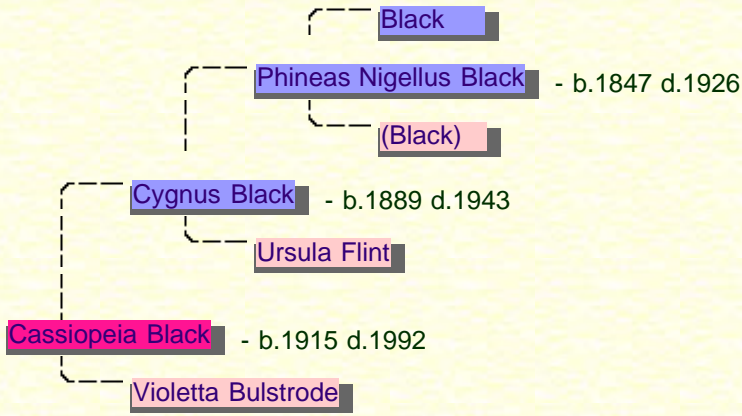 Black
Phineas Nigellus Black - b.1847 d.1926
(Black)
Cygnus Black - b.1889 d.1943
Ursula Flint
Cassiopeia Black - b.1915 d.1992
Violetta Bulstrode